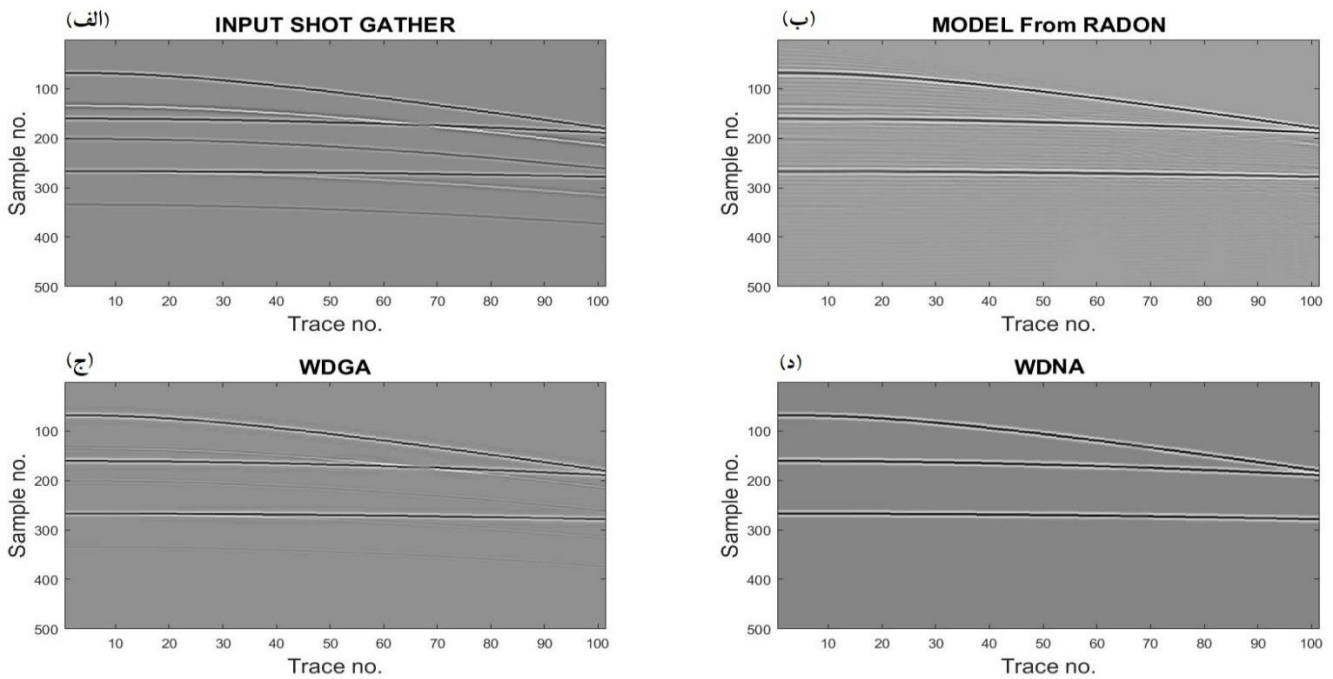 (الف)
INPUT SHOT GATHER
Sample no.
100
200
300
400
500
10 20 30 40 50 60 70 80 90 100
Trace no.
(ب)
MODEL From RADON
Sample no.
100
200
300
400
500
10 20 30 40 50 60 70 80 90 100
Trace no.
(ج)
WDGA
Sample no.
100
200
300
400
500
10 20 30 40 50 60 70 80 90 100
Trace no.
(د)
WDNA
Sample no.
100
200
300
400
500
10 20 30 40 50 60 70 80 90 100
Trace no.